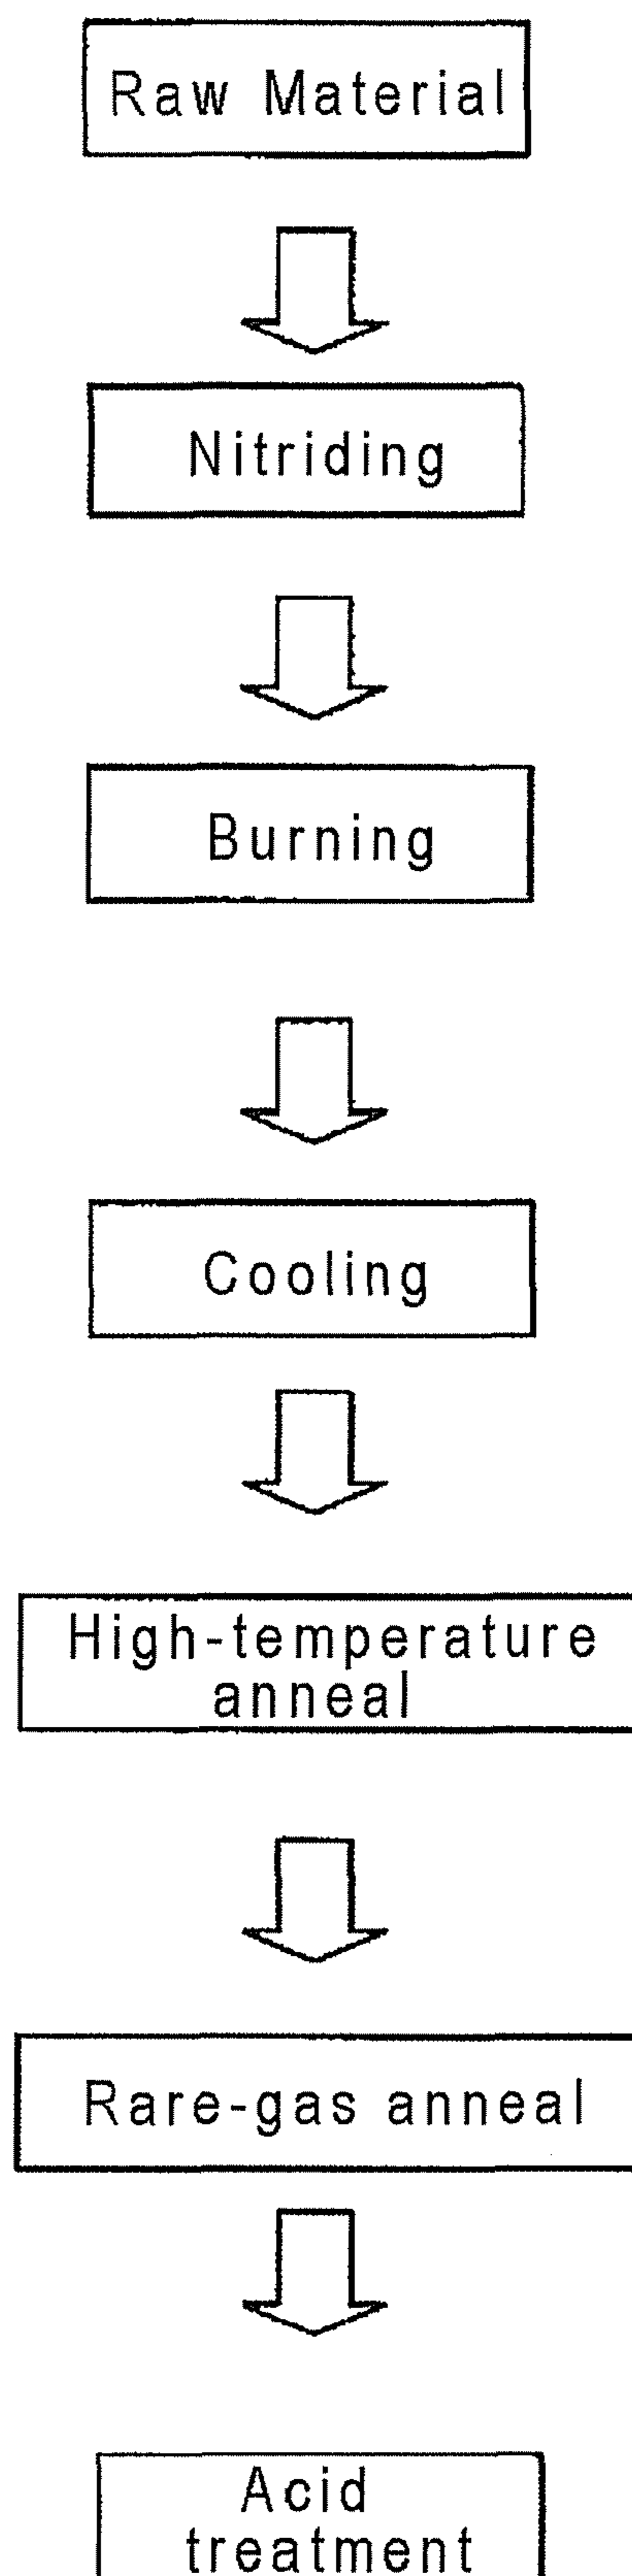 Raw Material
Nitriding
Burning
Cooling
High-temperature
anneal
Rare-gas anneal
Acid
treatment